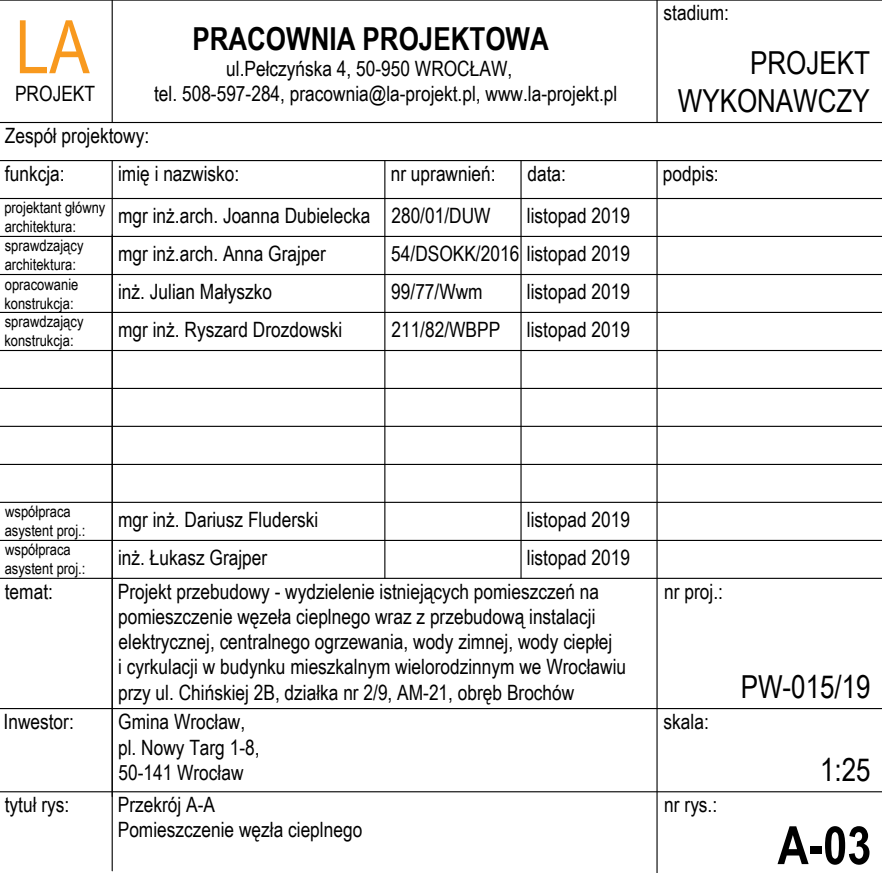 LA
PROJEKT
PRACOWNIA PROJEKTOWA
ul.Pełczyńska 4, 50-950 WROCŁAW,
tel. 508-597-284, pracownia@la-projekt.pl, www.la-projekt.pl
stadium:
PROJEKT
WYKONAWCZY
Zespół projektowy:
funkcja: imię i nazwisko: nr uprawnień: data: podpis:
projektant główny
architektura:
mgr inż.arch. Joanna Dubielecka 280/01/DUW listopad 2019
sprawdzający
architektura:
mgr inż.arch. Anna Grajper 54/DSOKK/2016 listopad 2019
opracowanie
konstrukcja:
inż. Julian Małyszko 99/77/Wwm listopad 2019
sprawdzający
konstrukcja:
mgr inż. Ryszard Drozdowski 211/82/WBPP listopad 2019
współpraca
asystent proj.:
mgr inż. Dariusz Fluderski listopad 2019
współpraca
asystent proj.:
inż. Łukasz Grajper listopad 2019
temat:
Projekt przebudowy - wydzielenie istniejących pomieszczeń na
pomieszczenie węzeła cieplnego wraz z przebudową instalacji
elektrycznej, centralnego ogrzewania, wody zimnej, wody ciepłej
i cyrkulacji w budynku mieszkalnym wielorodzinnym we Wrocławiu
przy ul. Chińskiej 2B, działka nr 2/9, AM-21, obręb Brochów
nr proj.:
PW-015/19
Inwestor:
Gmina Wrocław,
pl. Nowy Targ 1-8,
50-141 Wrocław
skala:
1:25
tytuł rys:
Przekrój A-A
Pomieszczenie węzła cieplnego
nr rys.:
A-03